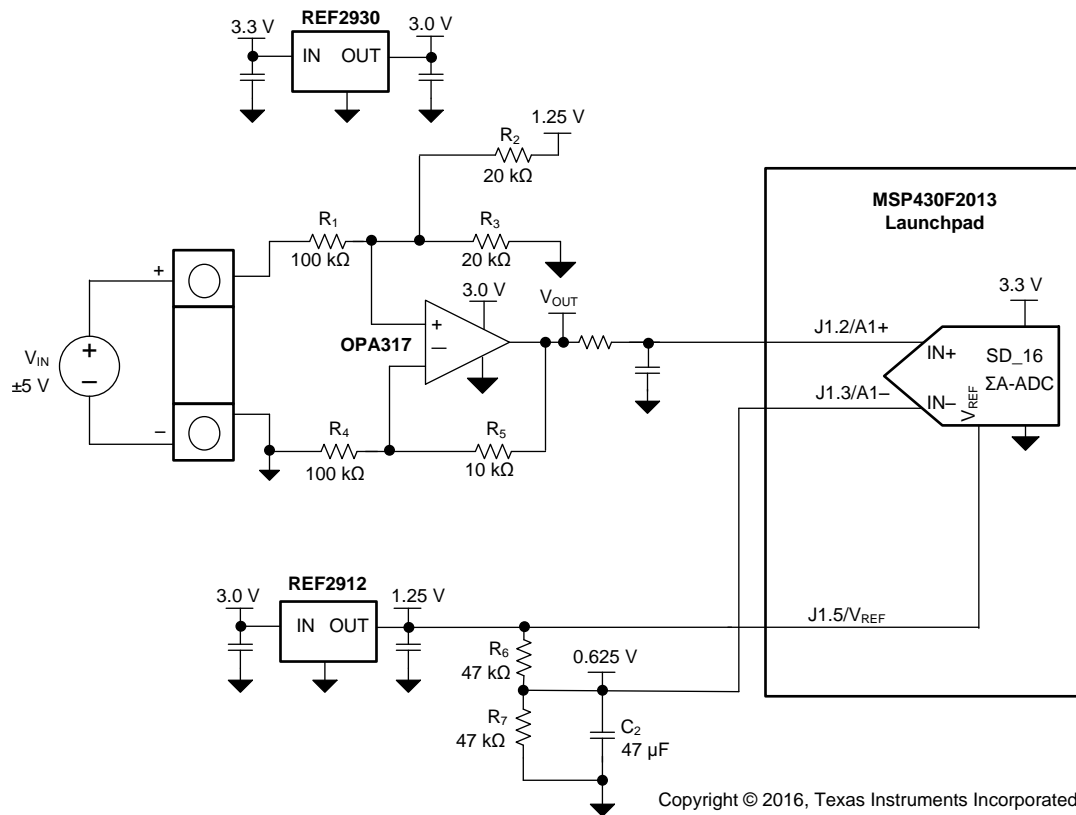 REF2930
3.3 V
3.0 V
IN OUT
1.25 V
R2
20 kΩ
R1
100 kΩ
R3
20 kΩ
MSP430F2013
Launchpad
+
3.0 V
VOUT
3.3 V
VIN
±5 V
+
−
+
−
OPA317
J1.2/A1+
IN+
SD_16
ΣA-ADC
J1.3/A1–
IN–
VREF
−
R4
100 kΩ
R5
10 kΩ
REF2912
3.0 V
1.25 V
IN OUT
J1.5/VREF
R6
47 kΩ
0.625 V
R7
47 kΩ
C2
47 µF
Copyright © 2016, Texas Instruments Incorporated